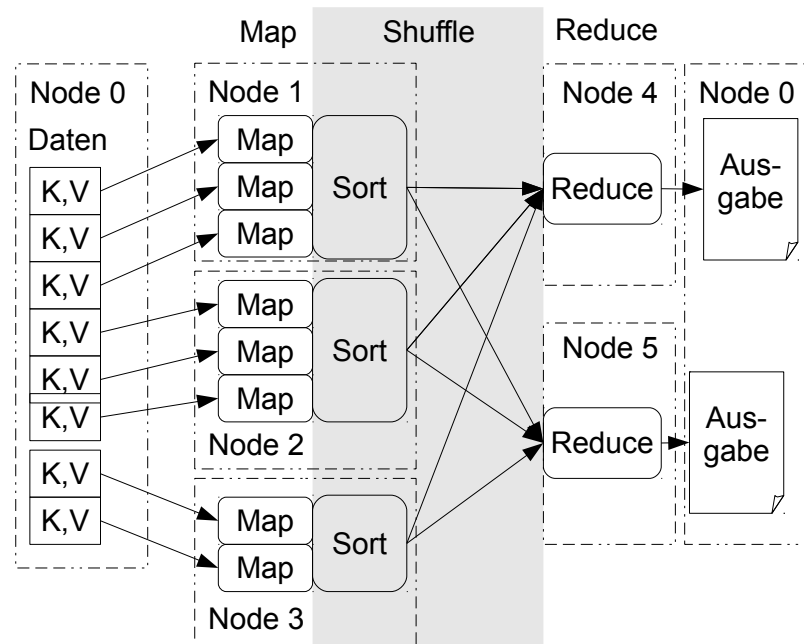 Map
Shuffle
Reduce
Node 0
Daten
K,V
K,V
K,V
K,V
K,V
K,V
K,V
K,V
Node 1
Map
Map
Map
Sort
Map
Map
Map
Sort
Node 2
Map
Map
Sort
Node 3
Node 4
Reduce
Node 5
Reduce
Node 0
Aus-
gabe
Aus-
gabe